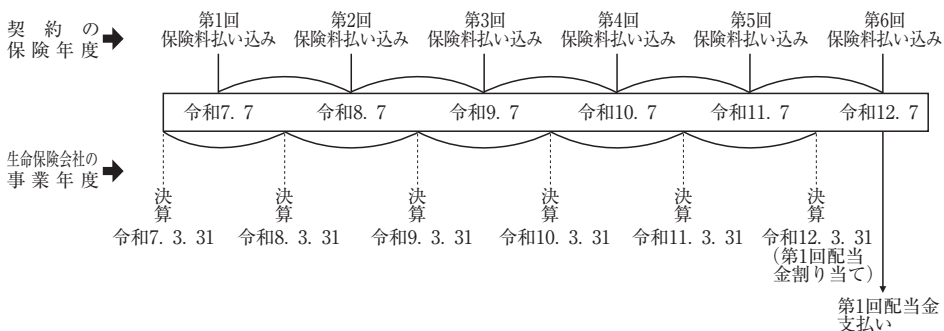 契約の
保険年度
第1回
保険料払い込み
第2回
保険料払い込み
第3回
保険料払い込み
第4回
保険料払い込み
第5回
保険料払い込み
第6回
保険料払い込み
令和7. 7
令和8. 7
令和9. 7
令和10. 7
令和11. 7
令和12. 7
生命保険会社の
事業年度
決算
令和7. 3. 31
決算
令和8. 3. 31
決算
令和9. 3. 31
決算
令和10. 3. 31
決算
令和11. 3. 31
決算
令和12. 3. 31
(第1回配当
金割り当て)
第1回配当金
支払い